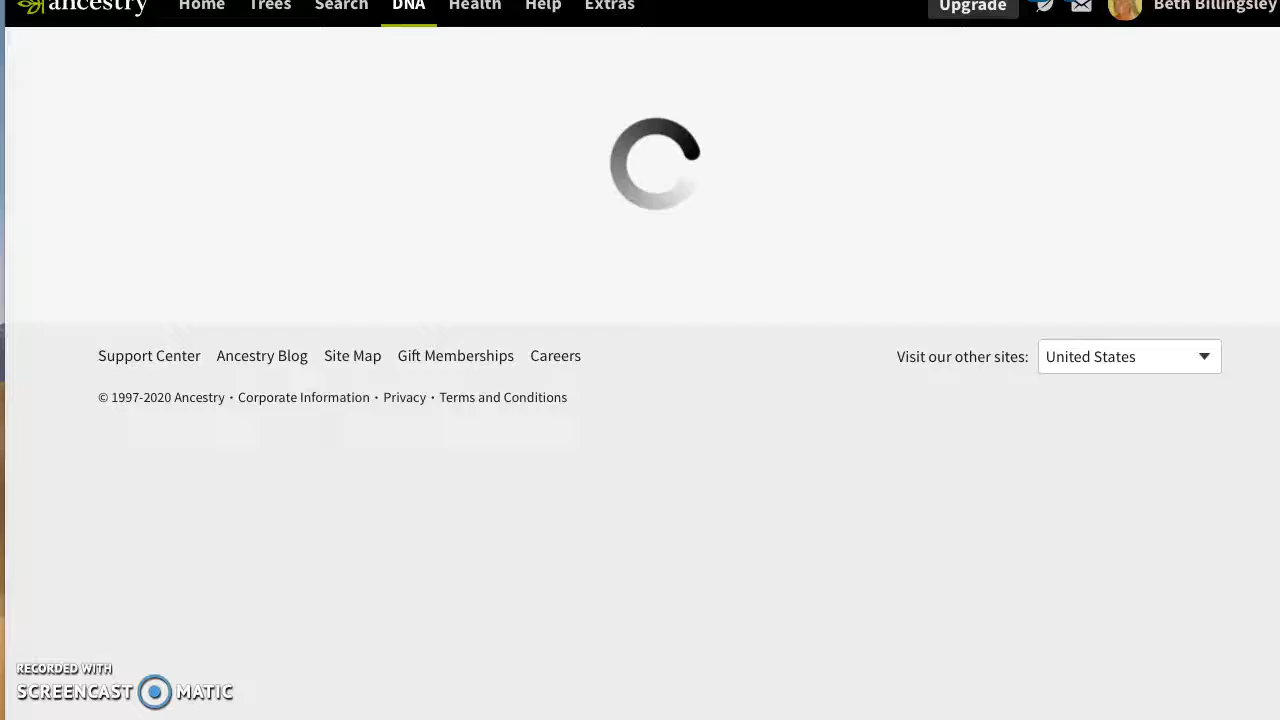 ancestry Home Trees Search DNA Health Help Extras Upgrade Beth Billingsley
Support Center Ancestry Blog Site Map Gift Memberships Careers Visit our other sites: United States
© 1997-2020 Ancestry · Corporate Information · Privacy · Terms and Conditions
RECORDED WITH
SCREENCAST MATIC